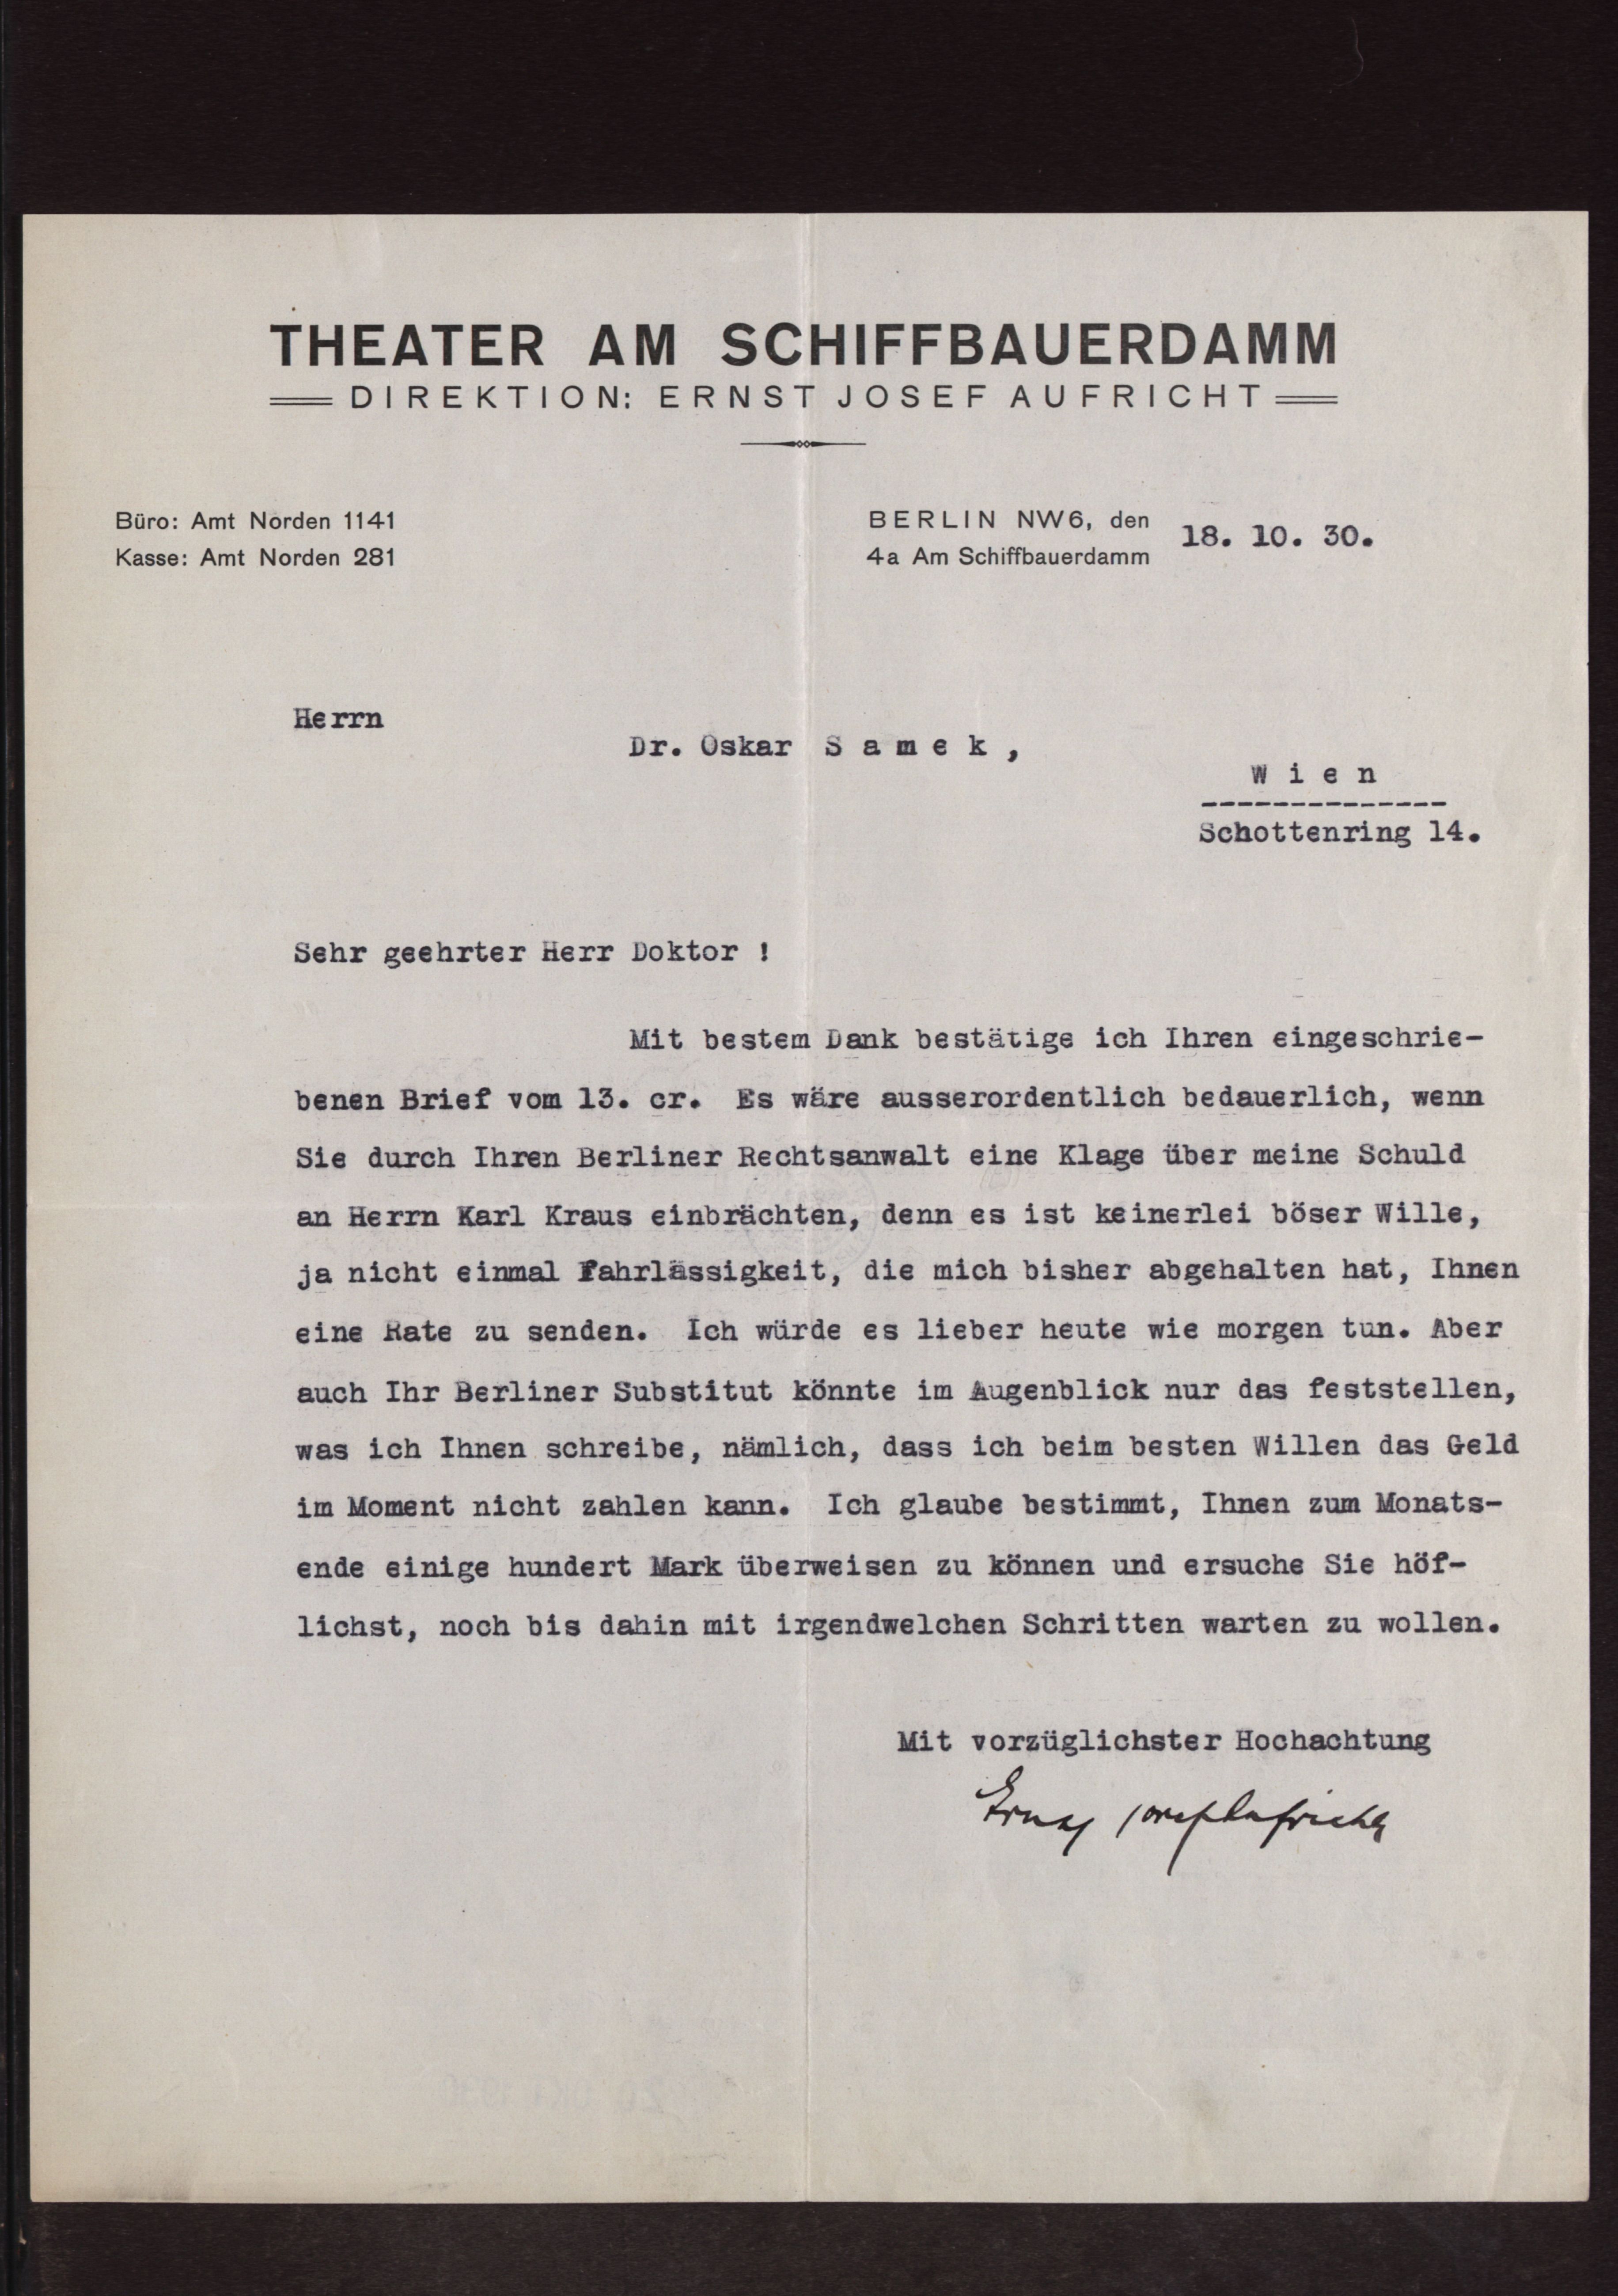 THEATER AM SCHIFFBAUERDAMM
DIREKTION: ERNST JOSEF AUFRICHT
Büro: Amt Norden 1141
Kasse: Amt Norden 281
BERLIN NW6, den
4a Am Schiffbauerdamm
18. 10. 30.
Herrn
Dr. Oskar S a m e k ,
W i e n
--------------
Schottenring 14.
Sehr geehrter Herr Doktor !
Mit bestem Dank bestätige ich Ihren eingeschrie-
benen Brief vom 13. cr. Es wäre ausserordentlich bedauerlich, wenn
Sie durch Ihren Berliner Rechtsanwalt eine Klage über meine Schuld
an Herrn Karl Kraus einbrächten, denn es ist keinerlei böser Wille,
ja nicht einmal Fahrlässigkeit, die mich bisher abgehalten hat, Ihnen
eine Rate zu senden. Ich würde es lieber heute wie morgen tun. Aber
auch Ihr Berliner Substitut könnte im Augenblick nur das feststellen,
was ich Ihnen schreibe, nämlich, dass ich beim besten Willen das Geld
im Moment nicht zahlen kann. Ich glaube bestimmt, Ihnen zum Monats-
ende einige hundert Mark überweisen zu können und ersuche Sie höf-
lichst, noch bis dahin mit irgendwelchen Schritten warten zu wollen.
Mit vorzüglichster Hochachtung
Ernst Josef Aufricht